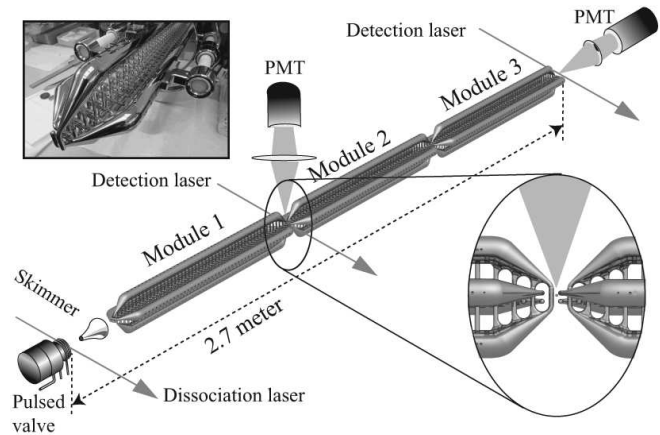 Detection laser
PMT
PMT
Module 3
Module 2
Detection laser
Module 1
Skimmer
2.7 meter
Dissociation laser
Pulsed
valve